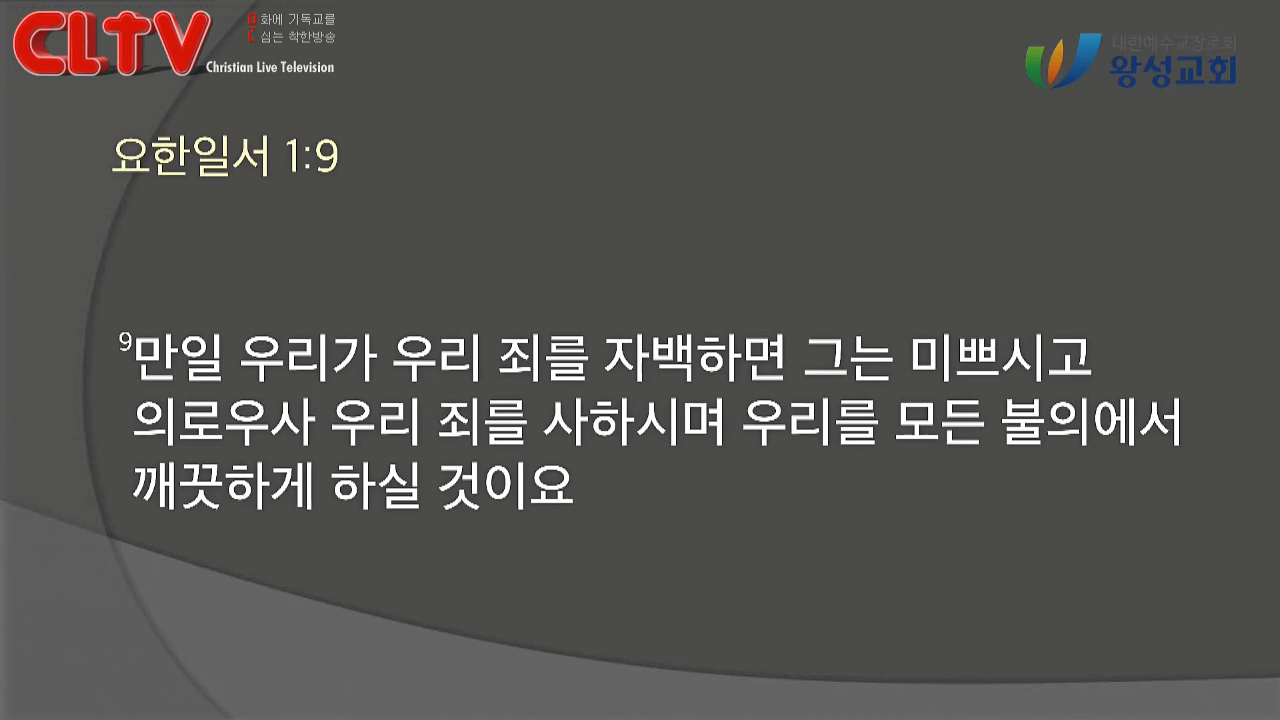 CLTV
문화에 기독교를
심는 착한방송
Christian Live Television
대한예수교장로회
왕성교회
요한일서 1:9
9만일 우리가 우리 죄를 자백하면 그는 미쁘시고
의로우사 우리 죄를 사하시며 우리를 모든 불의에서
깨끗하게 하실 것이요